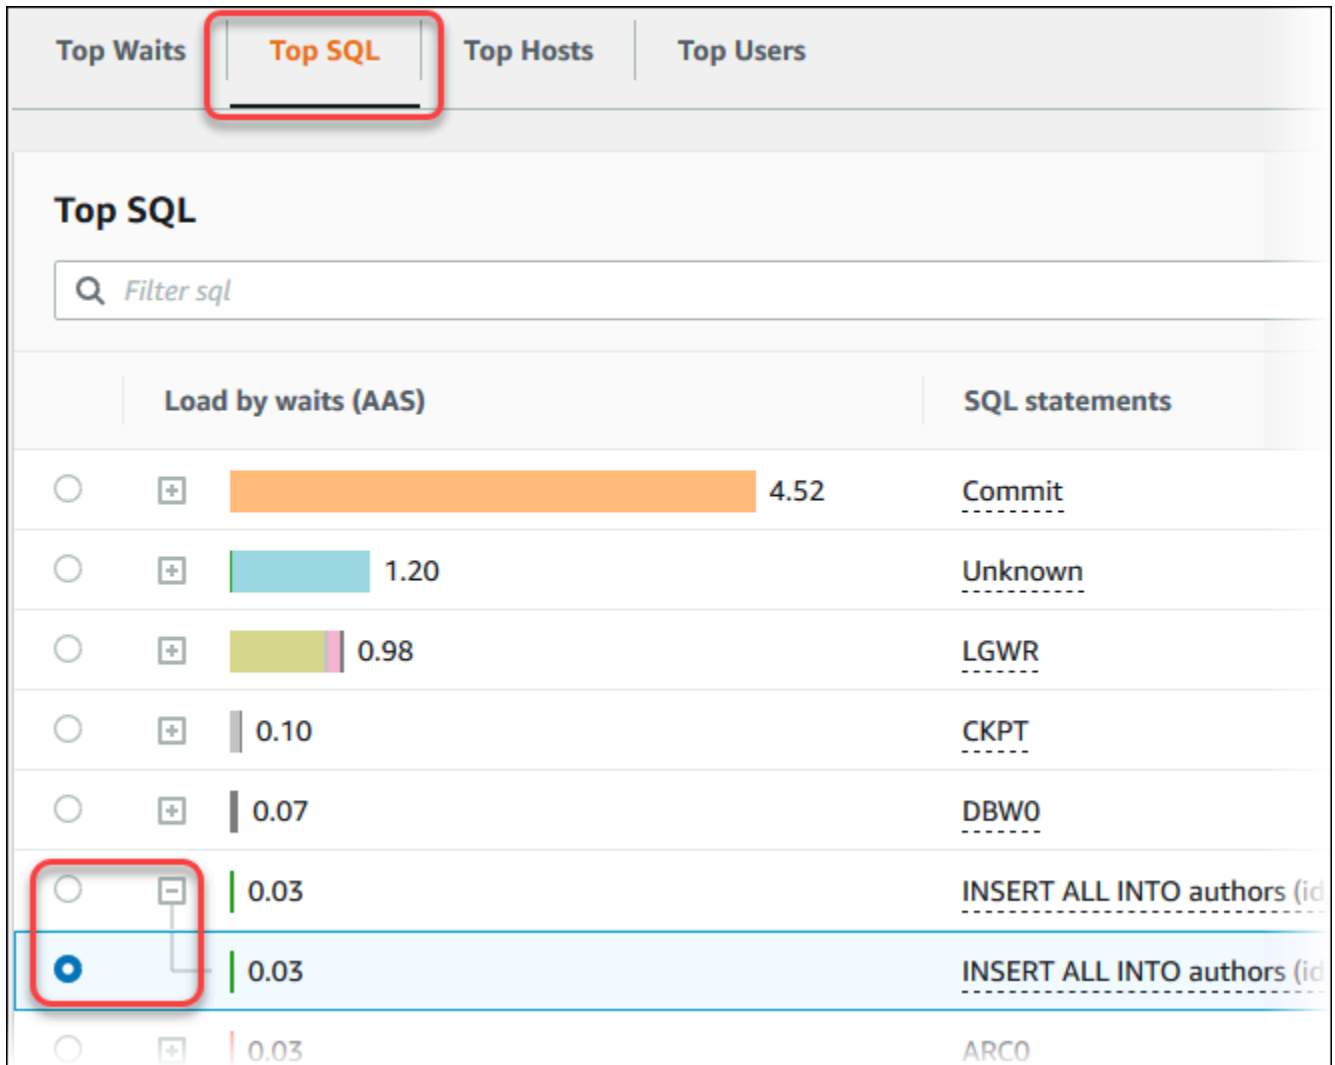 Top Waits Top SQL Top Hosts Top Users
Top SQL
Filter sql
Load by waits (AAS) SQL statements
4.52 Commit
1.20 Unknown
0.98 LGWR
0.10 CKPT
0.07 DBW0
0.03 INSERT ALL INTO authors (id
0.03 INSERT ALL INTO authors (id
0.03 ARC0